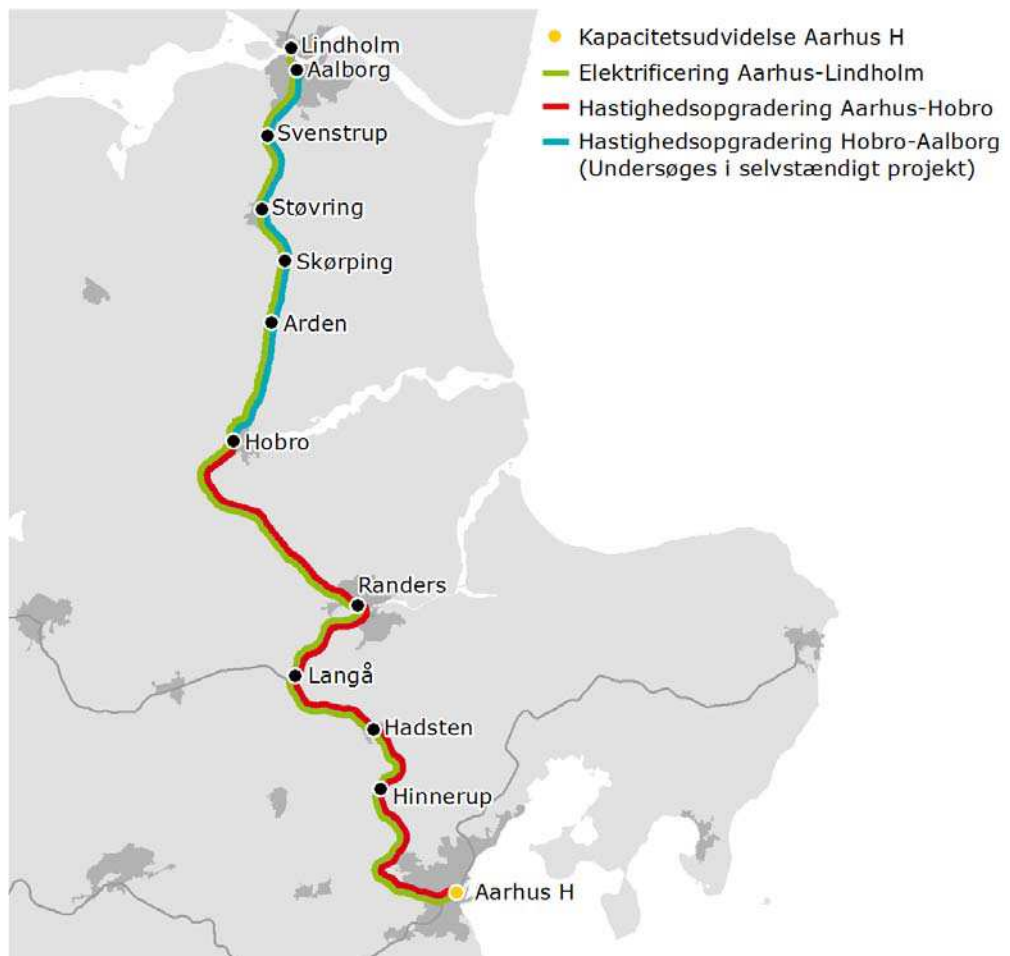 Lindholm
Aalborg
Svenstrup
Støvring
Skørping
Arden
Hobro
Randers
Langå
Hadsten
Hinnerup
Aarhus H
Kapacitetsudvidelse Aarhus H
Elektrificering Aarhus-Lindholm
Hastighedsopgradering Aarhus-Hobro
Hastighedsopgradering Hobro-Aalborg
(Undersøges i selvstændigt projekt)